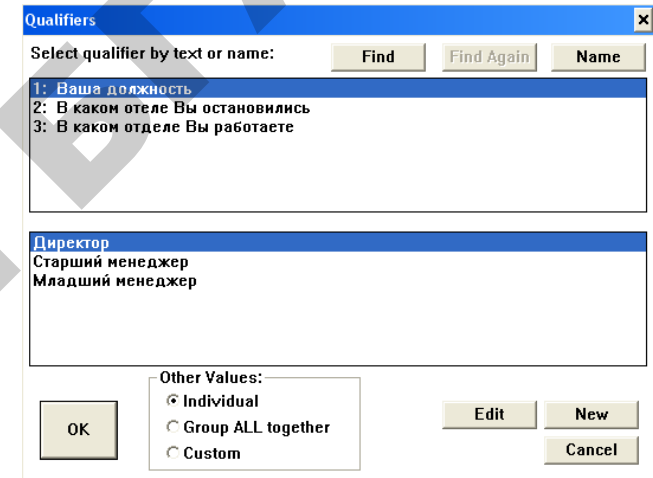 Qualifiers
Select qualifier by text or name: Find Find Again Name
1: Ваша должность
2: В каком отеле Вы остановились
3: В каком отделе Вы работаете
Директор
Старший менеджер
Младший менеджер
Other Values:
Individual
Group ALL together
Custom
OK
Edit New
Cancel